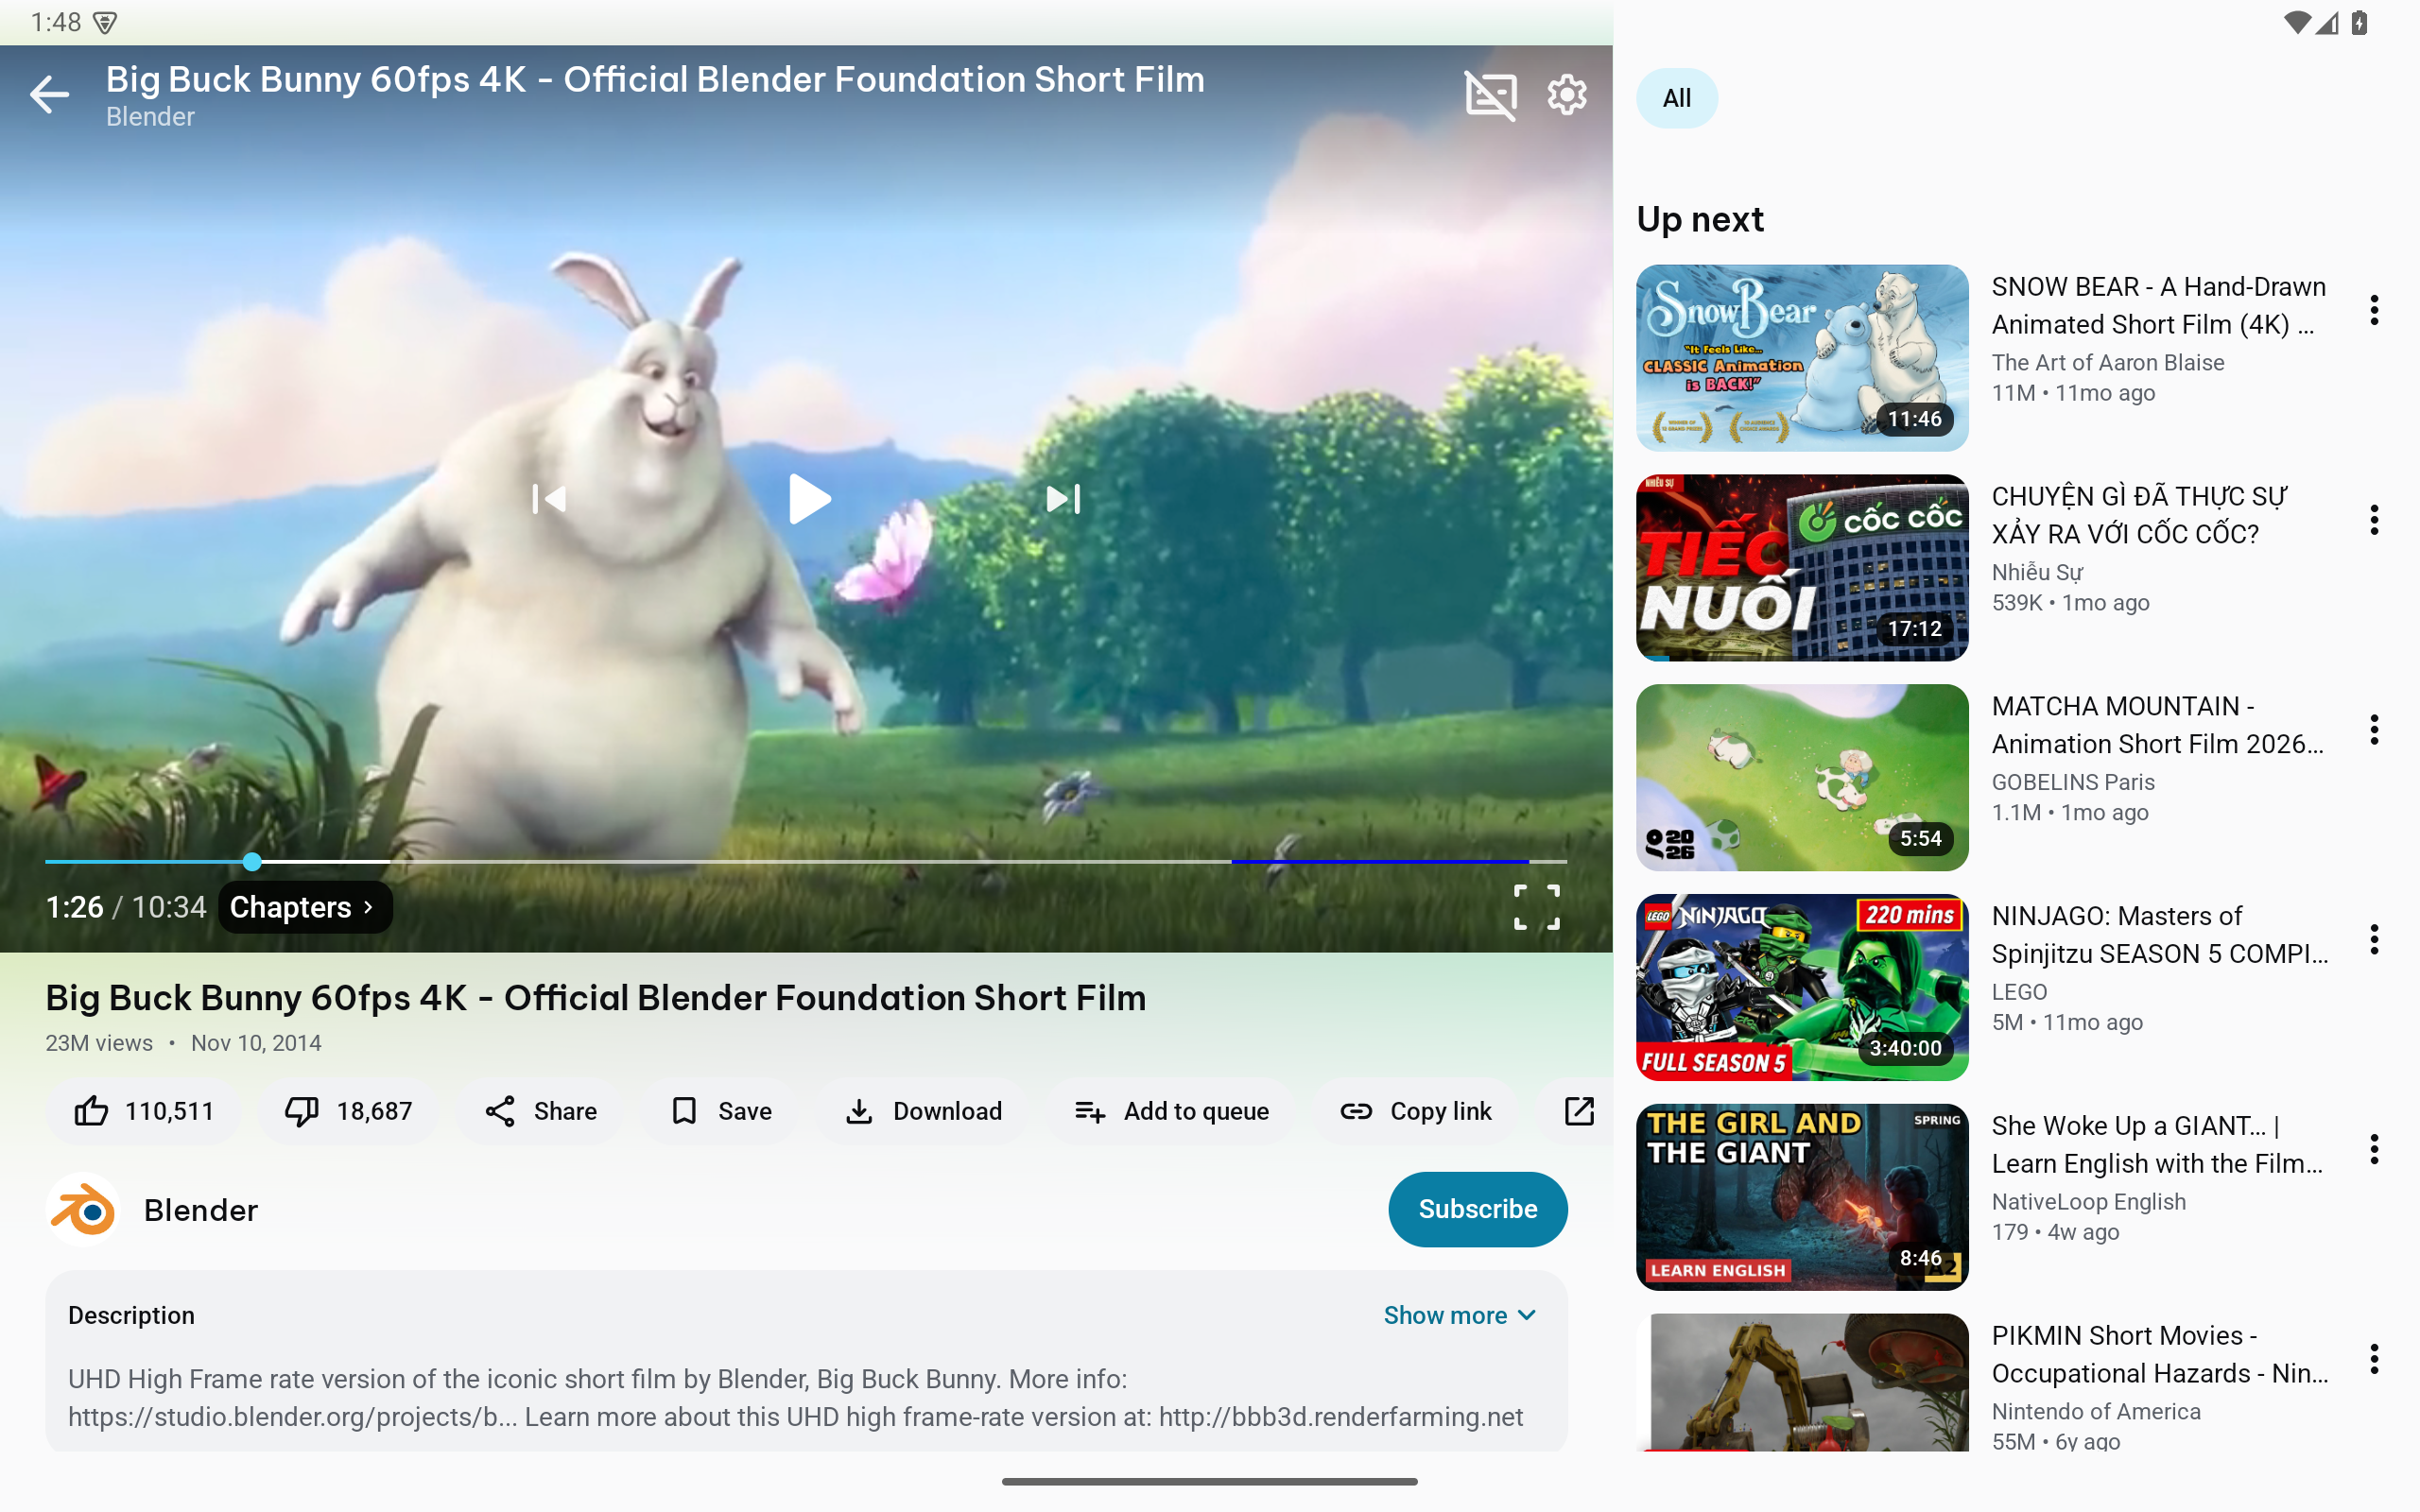 1:48
Big Buck Bunny 60fps 4K - Official Blender Foundation Short Film
Blender
1:26 / 10:34 Chapters
Big Buck Bunny 60fps 4K - Official Blender Foundation Short Film
23M views • Nov 10, 2014
110,511 18,687 Share Save Download Add to queue Copy link
Blender
Subscribe
Description
Show more
UHD High Frame rate version of the iconic short film by Blender, Big Buck Bunny. More info:
https://studio.blender.org/projects/b... Learn more about this UHD high frame-rate version at: http://bbb3d.renderfarming.net
All
Up next
Snow Bear
"It Feels Like...
CLASSIC Animation
is BACK!"
11:46
SNOW BEAR - A Hand-Drawn
Animated Short Film (4K) ...
The Art of Aaron Blaise
11M • 11mo ago
NHIỄU SỰ
CỐC CỐC
TIẾC
NUỐI
17:12
CHUYỆN GÌ ĐÃ THỰC SỰ
XẢY RA VỚI CỐC CỐC?
Nhiễu Sự
539K • 1mo ago
2026
5:54
MATCHA MOUNTAIN -
Animation Short Film 2026...
GOBELINS Paris
1.1M • 1mo ago
LEGO NINJAGO 220 mins
FULL SEASON 5
3:40:00
NINJAGO: Masters of
Spinjitzu SEASON 5 COMPI...
LEGO
5M • 11mo ago
THE GIRL AND
THE GIANT
SPRING
LEARN ENGLISH
8:46
A2
She Woke Up a GIANT... |
Learn English with the Film...
NativeLoop English
179 • 4w ago
PIKMIN Short Movies -
Occupational Hazards - Nin...
Nintendo of America
55M • 6y ago